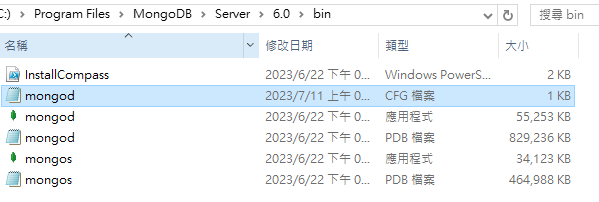 C:) › Program Files › MongoDB › Server › 6.0 › bin 搜尋 bin
名稱 修改日期 類型 大小
InstallCompass 2023/6/22 下午 0... Windows PowerS... 2 KB
mongod 2023/7/11 上午 0... CFG 檔案 1 KB
mongod 2023/6/22 下午 0... 應用程式 55,253 KB
mongod 2023/6/22 下午 0... PDB 檔案 829,236 KB
mongos 2023/6/22 下午 0... 應用程式 34,123 KB
mongos 2023/6/22 下午 0... PDB 檔案 464,988 KB